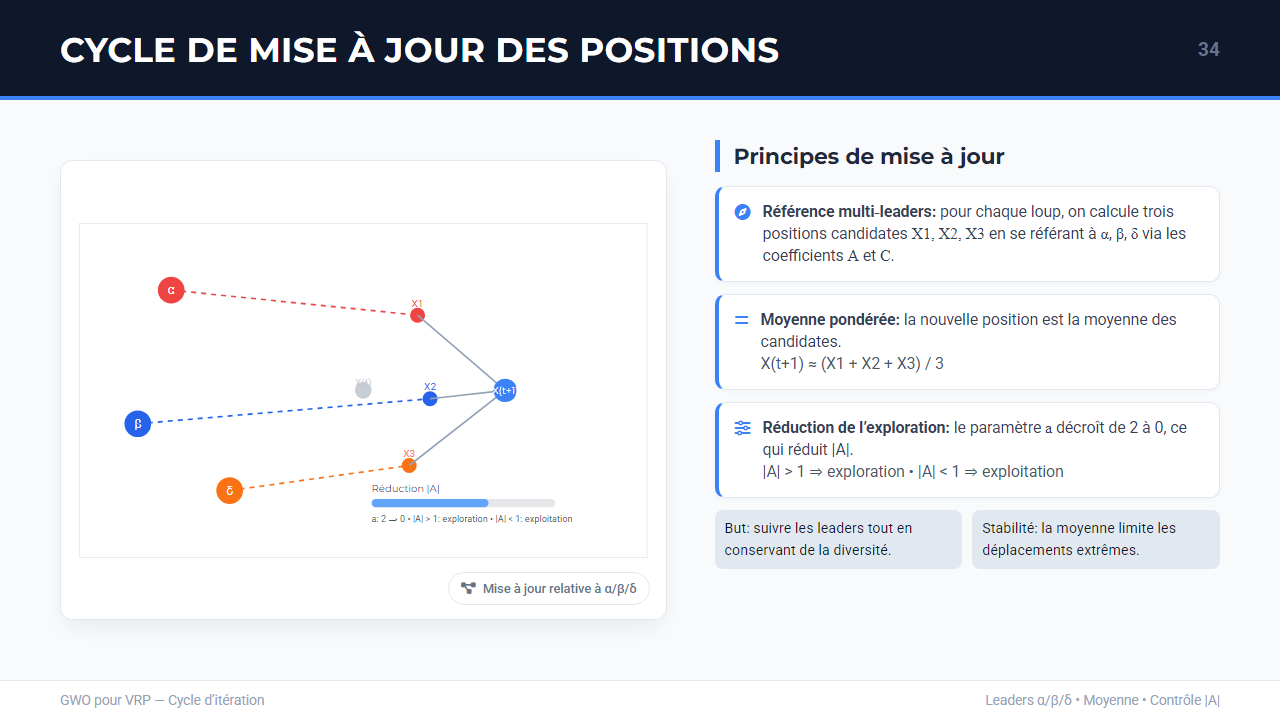 CYCLE DE MISE À JOUR DES POSITIONS
34
α
X1
X(t)
X2
X(t+1)
β
X3
δ
Réduction |A|
a: 2 → 0 • |A| > 1: exploration • |A| < 1: exploitation
Mise à jour relative à α/β/δ
Principes de mise à jour
Référence multi-leaders: pour chaque loup, on calcule trois
positions candidates X1, X2, X3 en se référant à α, β, δ via les
coefficients A et C.
Moyenne pondérée: la nouvelle position est la moyenne des
candidates.
X(t+1) ≈ (X1 + X2 + X3) / 3
Réduction de l’exploration: le paramètre a décroît de 2 à 0, ce
qui réduit |A|.
|A| > 1 ⇒ exploration • |A| < 1 ⇒ exploitation
But: suivre les leaders tout en
conservant de la diversité.
Stabilité: la moyenne limite les
déplacements extrêmes.
GWO pour VRP — Cycle d’itération
Leaders α/β/δ • Moyenne • Contrôle |A|